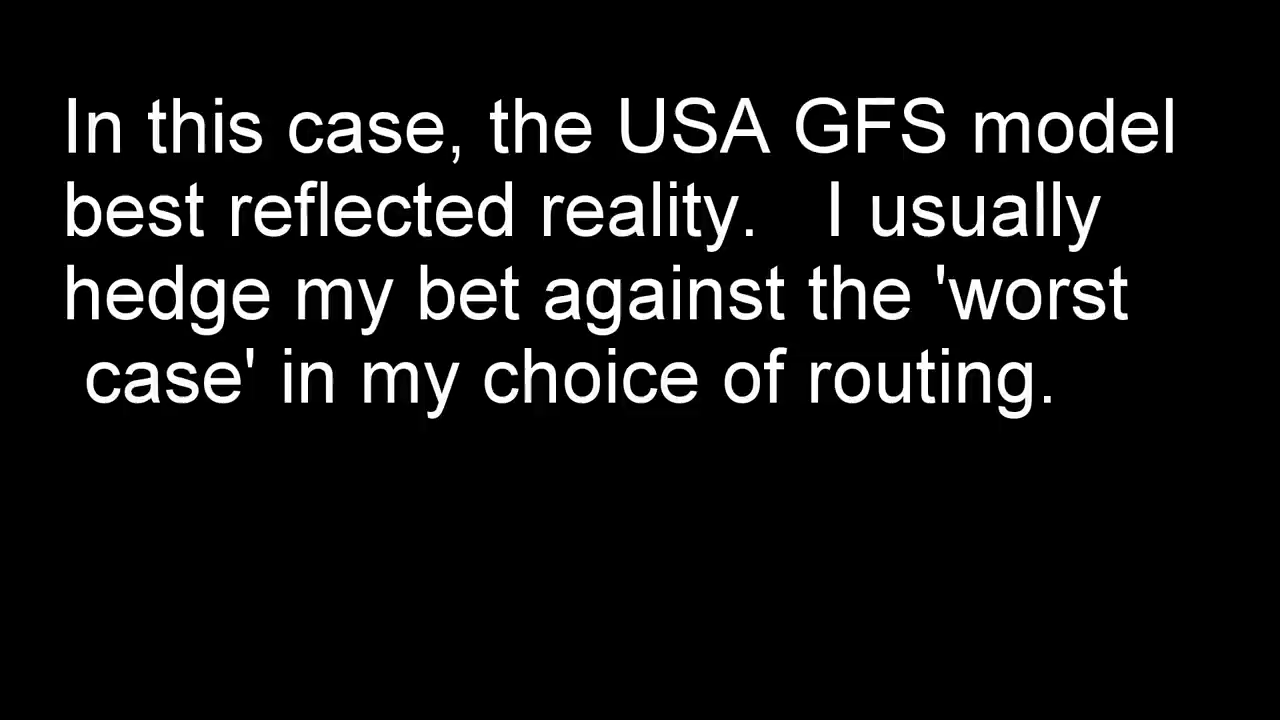 In this case, the USA GFS model
best reflected reality.   I usually
hedge my bet against the 'worst
case' in my choice of routing.